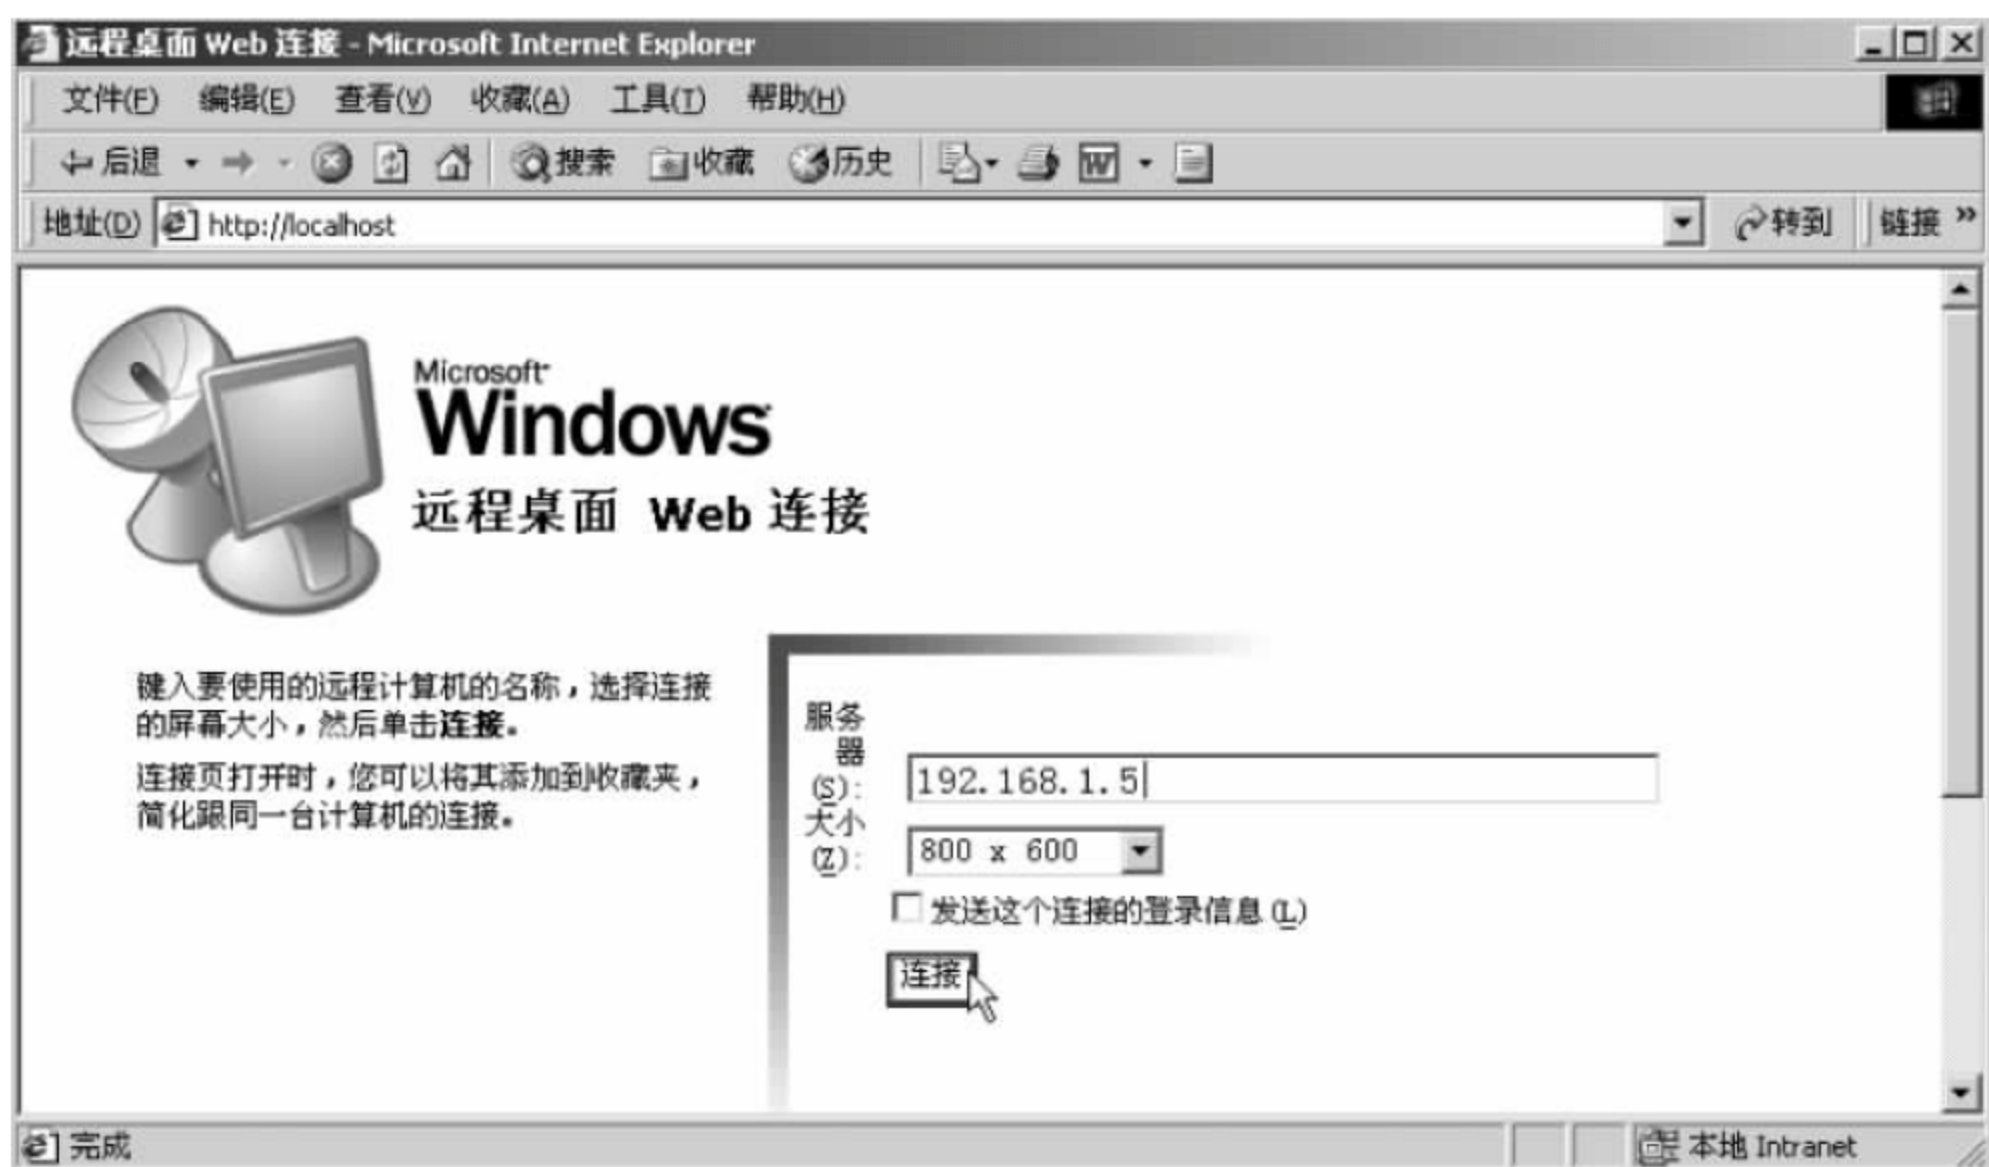 远程桌面 Web 连接 - Microsoft Internet Explorer
文件(F) 编辑(E) 查看(V) 收藏(A) 工具(T) 帮助(H)
后退 搜索 收藏 历史
地址(D) http://localhost 转到 链接 »
Microsoft
Windows
远程桌面 Web 连接
键入要使用的远程计算机的名称，选择连接
的屏幕大小，然后单击连接。
连接页打开时，您可以将其添加到收藏夹，
简化跟同一台计算机的连接。
服务
器
(S): 192.168.1.5
大小
(Z): 800 x 600
发送这个连接的登录信息(L)
连接
完成 本地 Intranet